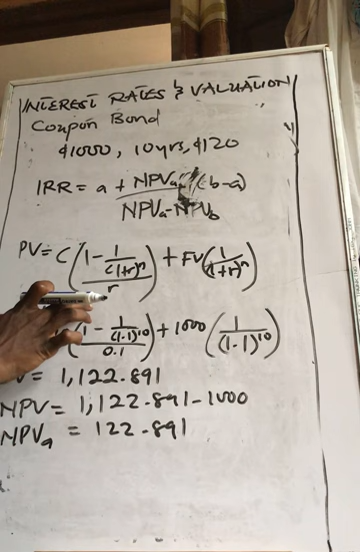 INTEREST RATES & VALUATION
Coupon Bond
$1000, 10yrs, $120
IRR = a + NPVa (b-a)
NPVa - NPVb
PV = C(1 - 1/(1+r)^n / r) + FV(1/(1+r)^n)
(1 - 1/(1.1)^10 / 0.1) + 1000 (1/(1.1)^10)
= 1,122.891
NPV = 1,122.891 - 1000
NPVa = 122.891